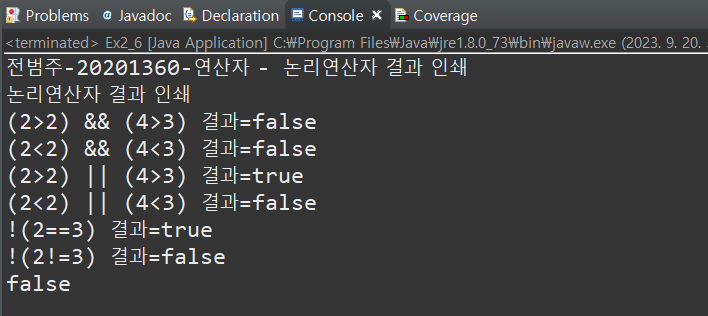 Problems @ Javadoc Declaration Console Coverage
<terminated> Ex2_6 [Java Application] C:₩Program Files₩Java₩jre1.8.0_73₩bin₩javaw.exe (2023. 9. 20.
전범주-20201360-연산자 - 논리연산자 결과 인쇄
논리연산자 결과 인쇄
(2>2) && (4>3) 결과=false
(2<2) && (4<3) 결과=false
(2>2) || (4>3) 결과=true
(2<2) || (4<3) 결과=false
!(2==3) 결과=true
!(2!=3) 결과=false
false